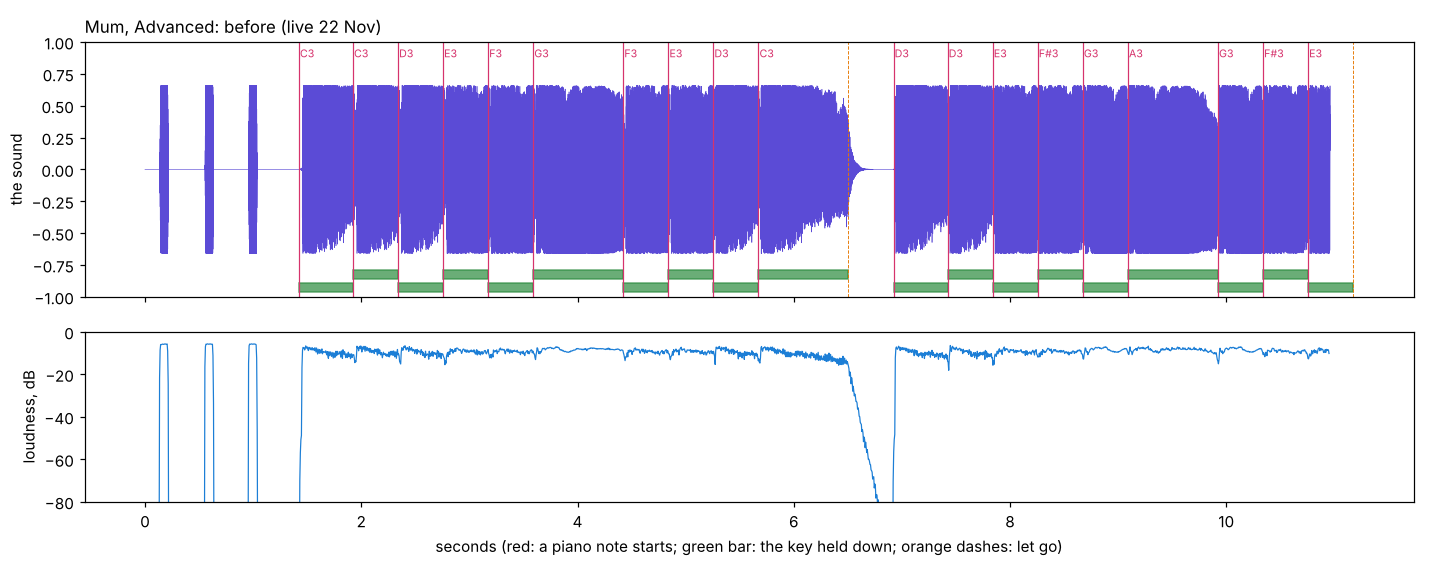 Mum, Advanced: before (live 22 Nov)
1.00
0.75
0.50
0.25
0.00
−0.25
−0.50
−0.75
−1.00
the sound
C3 C3 D3 E3 F3 G3 F3 E3 D3 C3 D3 D3 E3 F#3 G3 A3 G3 F#3 E3
0
−20
−40
−60
−80
loudness, dB
0 2 4 6 8 10
seconds (red: a piano note starts; green bar: the key held down; orange dashes: let go)